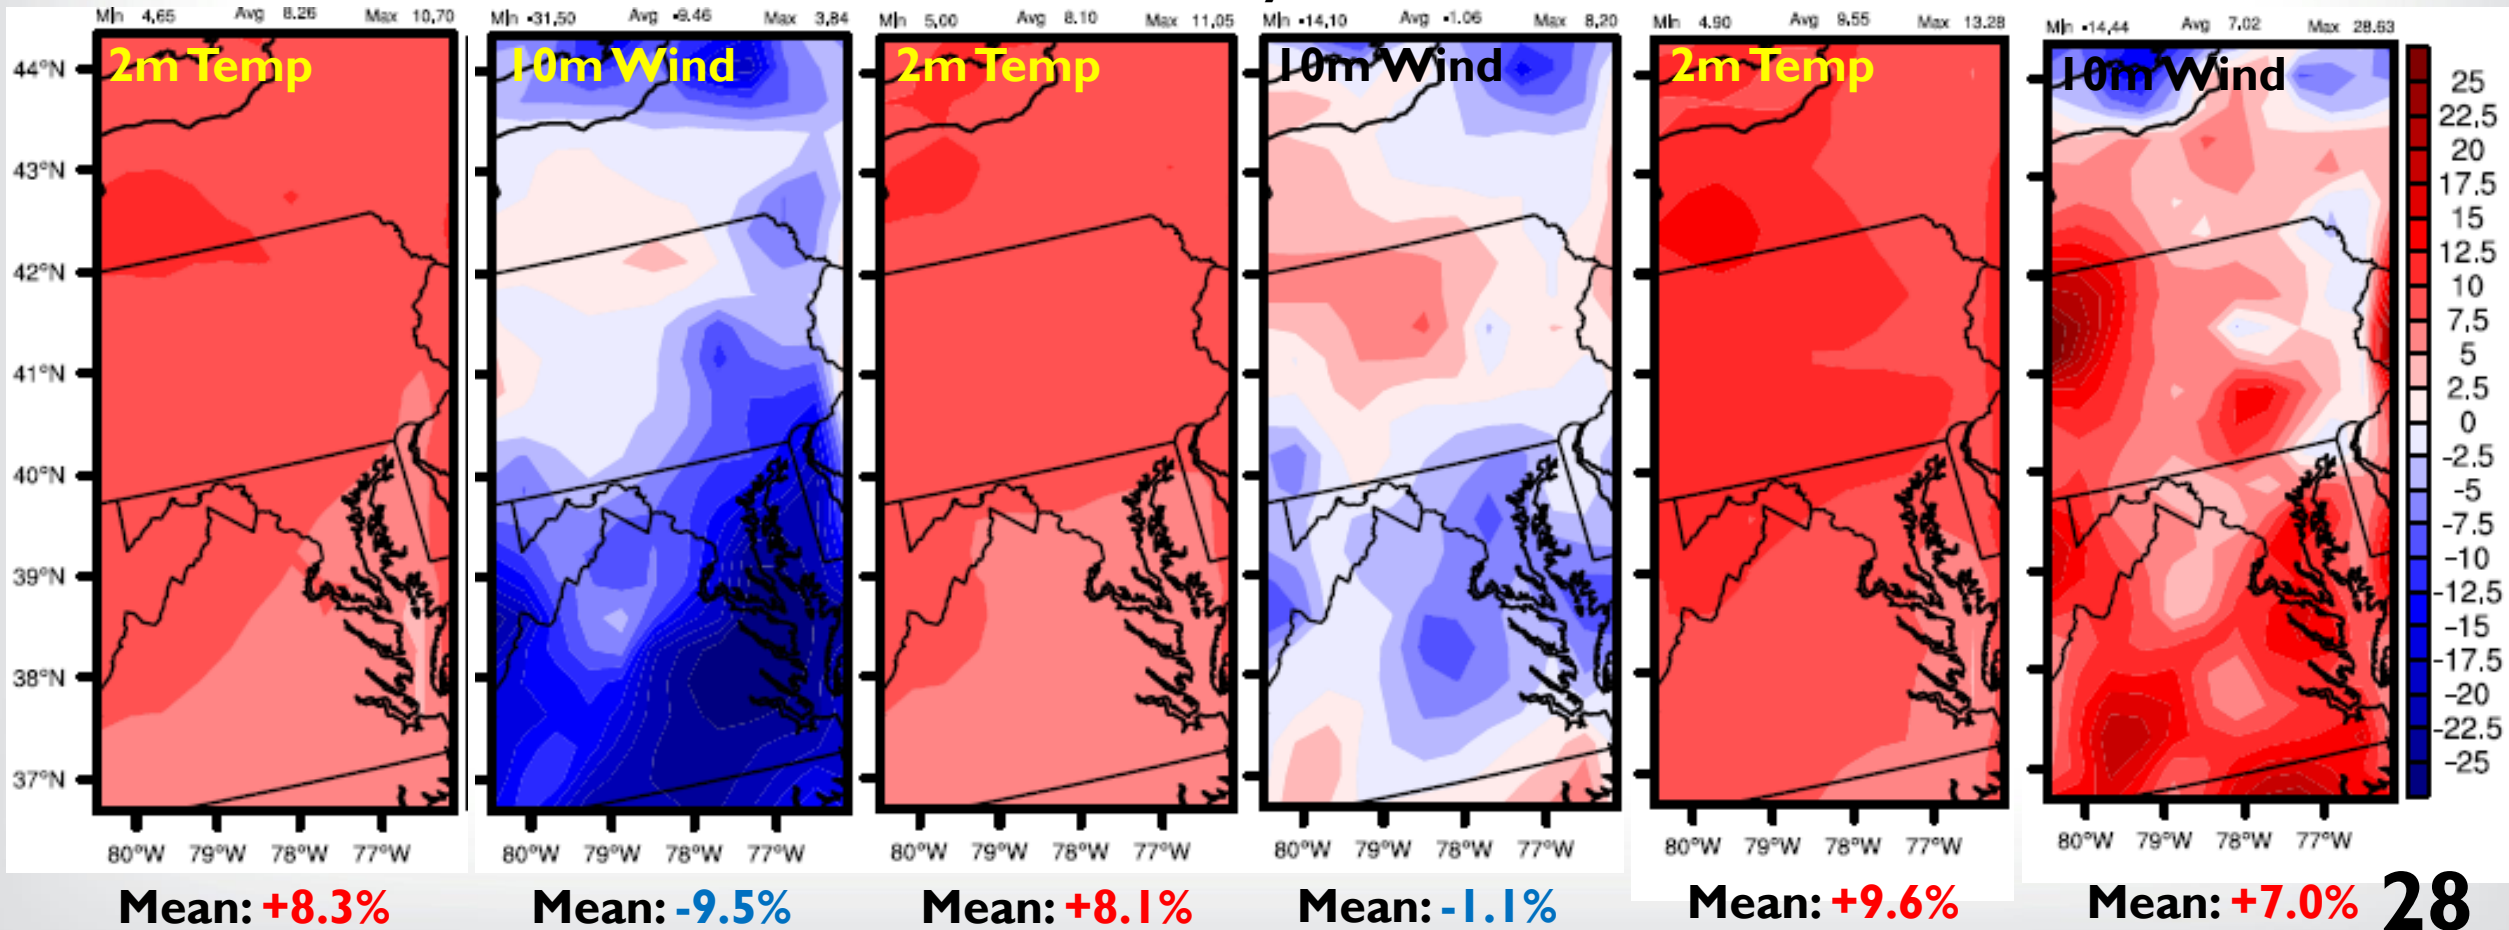 Min 4,65 Avg 8.26 Max 10,70
Min -31,50 Avg -9.46 Max 3,84
Min 5,00 Avg 8.10 Max 11,05
Min -14,10 Avg -1.06 Max 8,20
Min 4.90 Avg 9,55 Max 13.28
Min -14,44 Avg 7,02 Max 28.63
2m Temp
10m Wind
2m Temp
10m Wind
2m Temp
10m Wind
44°N
43°N
42°N
41°N
40°N
39°N
38°N
37°N
25
22.5
20
17.5
15
12.5
10
7.5
5
2.5
0
-2.5
-5
-7.5
-10
-12.5
-15
-17.5
-20
-22.5
-25
80°W 79°W 78°W 77°W
80°W 79°W 78°W 77°W
80°W 79°W 78°W 77°W
80°W 79°W 78°W 77°W
80°W 79°W 78°W 77°W
80°W 79°W 78°W 77°W
Mean: +8.3%
Mean: -9.5%
Mean: +8.1%
Mean: -1.1%
Mean: +9.6%
Mean: +7.0%
28